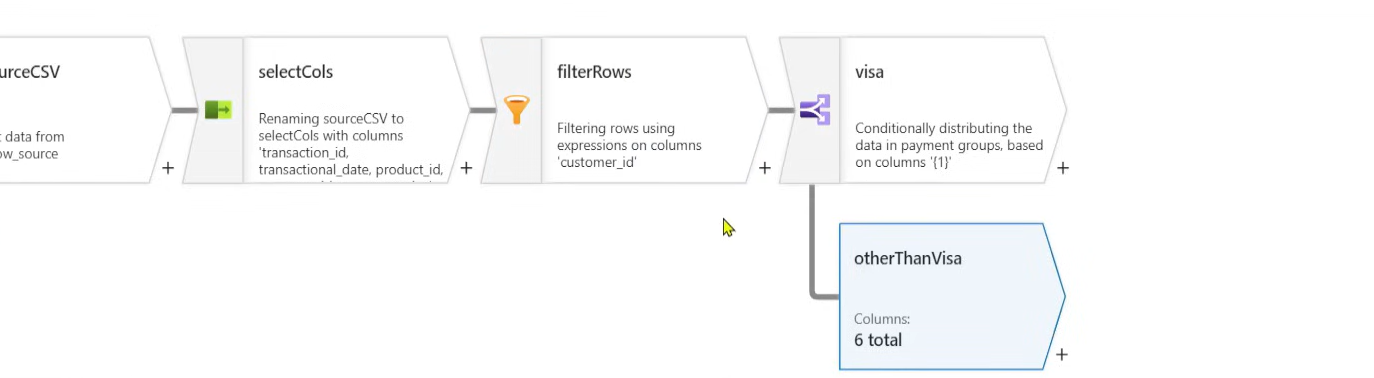 urceCSV
data from
ow_source
+
selectCols
Renaming sourceCSV to
selectCols with columns
'transaction_id,
transactional_date, product_id,
+
filterRows
Filtering rows using
expressions on columns
'customer_id'
+
visa
Conditionally distributing the
data in payment groups, based
on columns '{1}'
+
otherThanVisa
Columns:
6 total
+